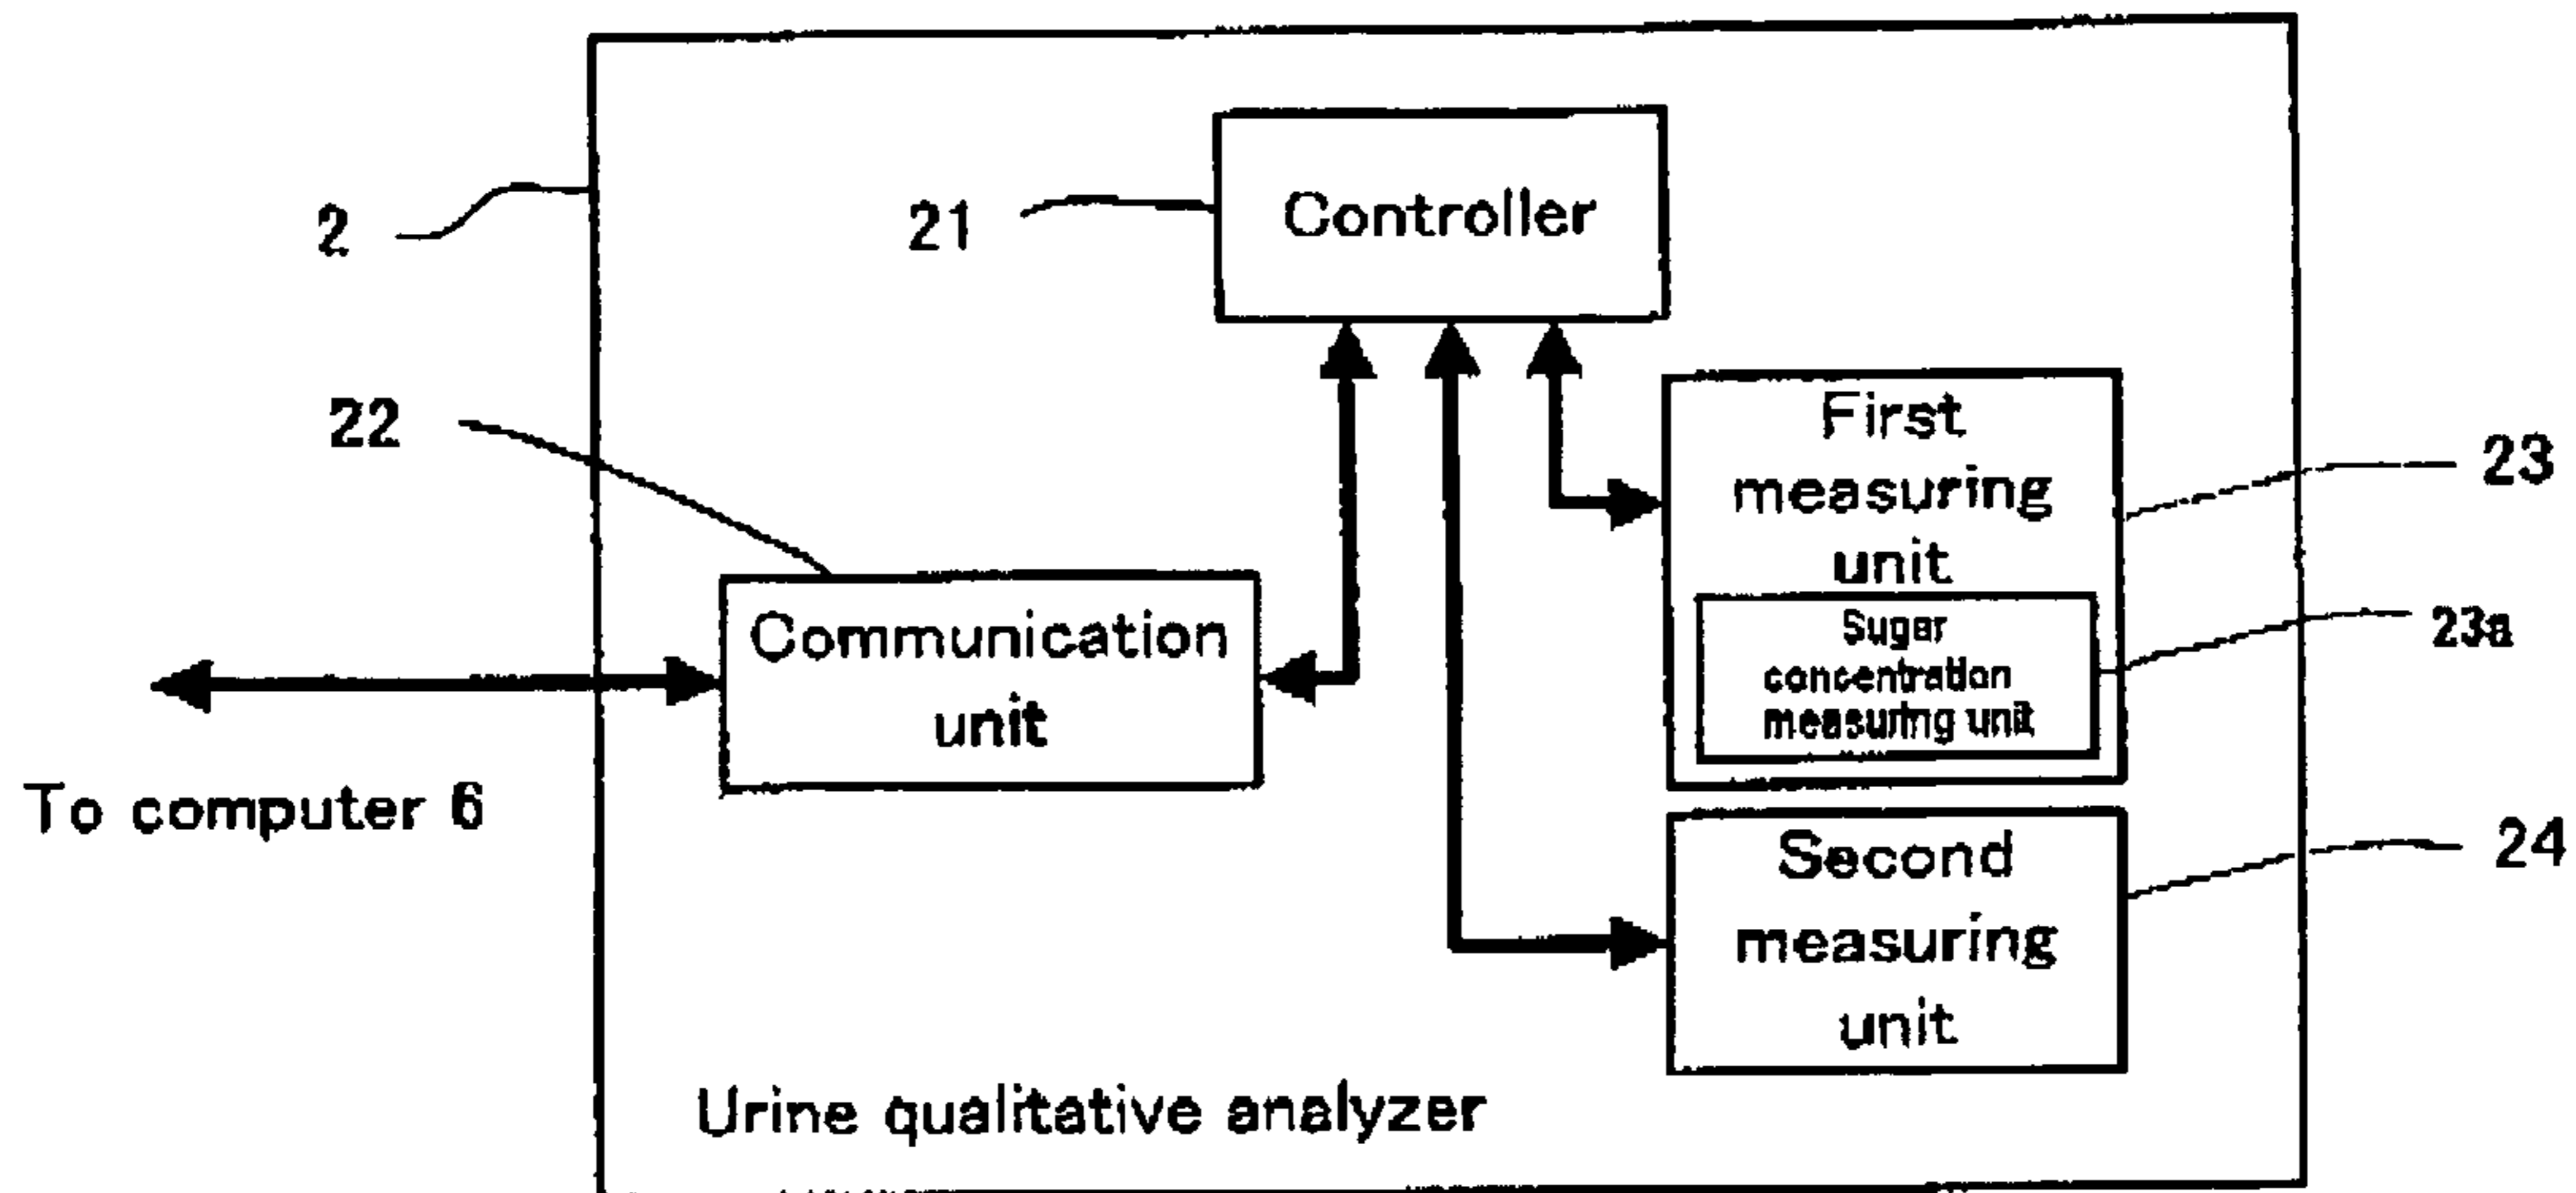 2
21
Controller
22
First
measuring
unit
23
Sugar
concentration
measuring unit
23a
Communication
unit
To computer 6
Second
measuring
unit
24
Urine qualitative analyzer